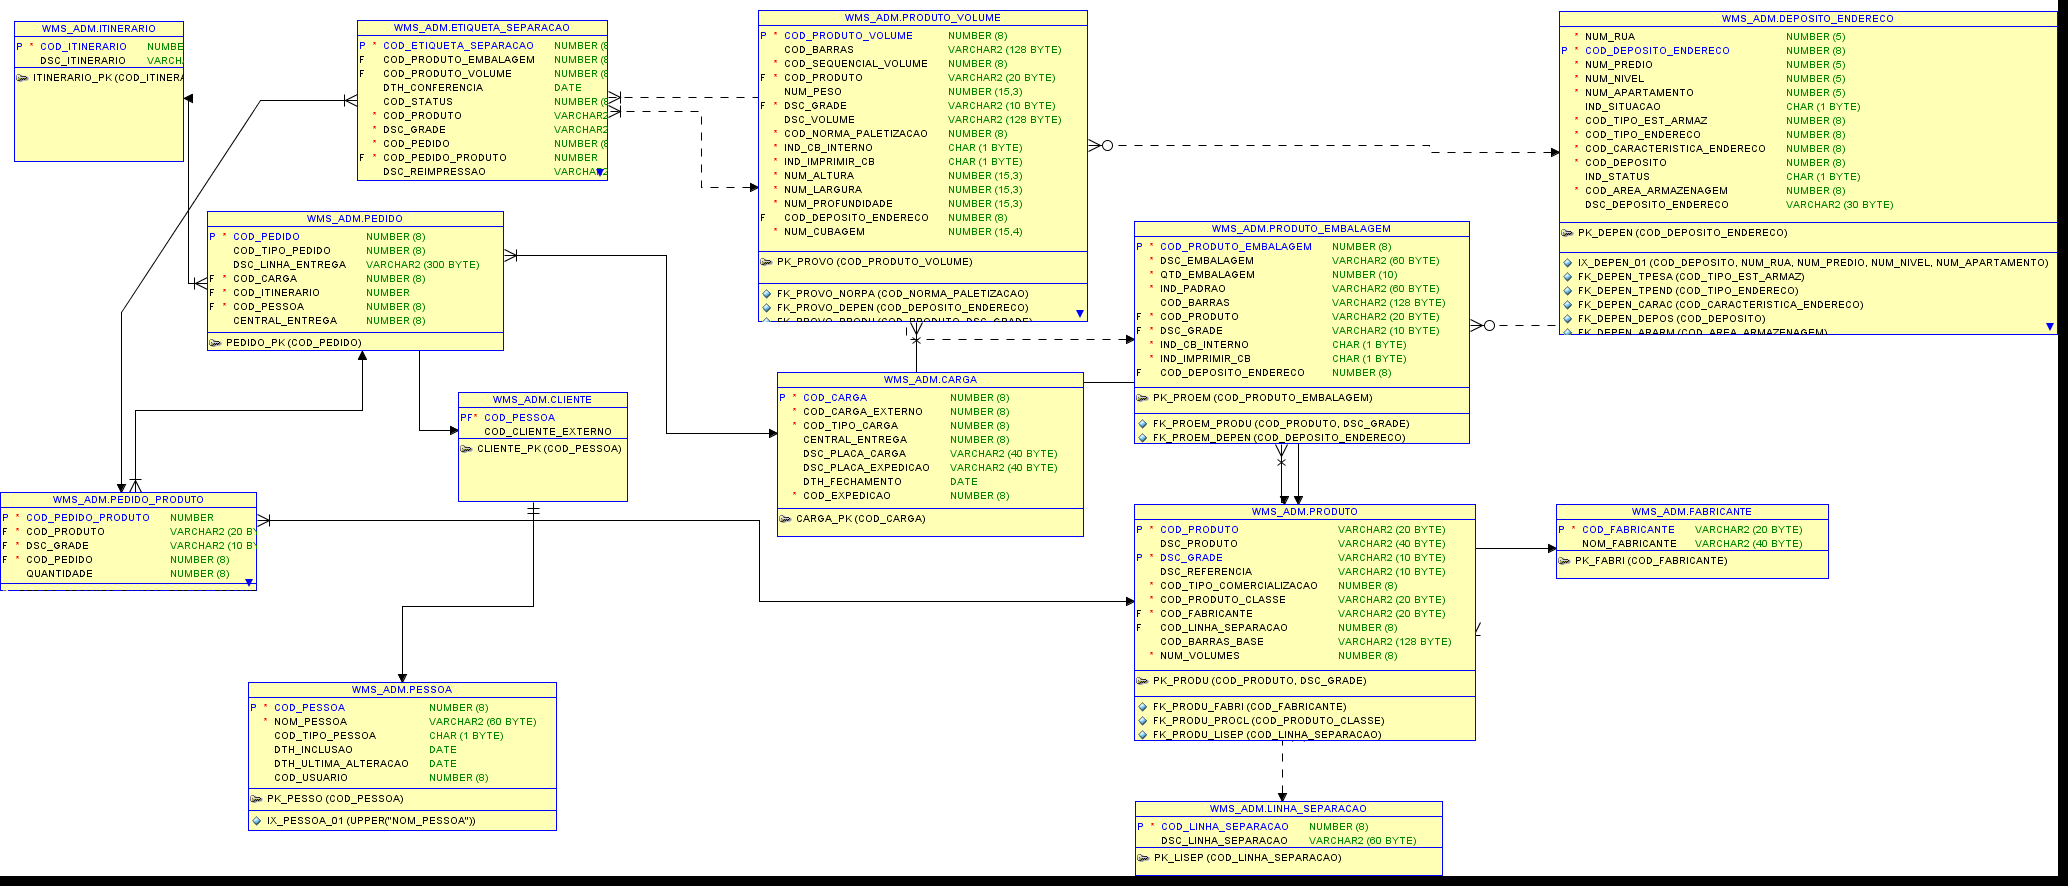 WMS_ADM.ITINERARIO
P * COD_ITINERARIO NUMBE
DSC_ITINERARIO VARCH
ITINERARIO_PK (COD_ITINERA
WMS_ADM.ETIQUETA_SEPARACAO
P * COD_ETIQUETA_SEPARACAO NUMBER (8
F COD_PRODUTO_EMBALAGEM NUMBER (8
F COD_PRODUTO_VOLUME NUMBER (8
DTH_CONFERENCIA DATE
COD_STATUS NUMBER (8
* COD_PRODUTO VARCHAR2
* DSC_GRADE VARCHAR2
* COD_PEDIDO NUMBER (8
F * COD_PEDIDO_PRODUTO NUMBER
DSC_REIMPRESSAO VARCHAR2
WMS_ADM.PRODUTO_VOLUME
P * COD_PRODUTO_VOLUME NUMBER (8)
COD_BARRAS VARCHAR2 (128 BYTE)
* COD_SEQUENCIAL_VOLUME NUMBER (8)
F * COD_PRODUTO VARCHAR2 (20 BYTE)
NUM_PESO NUMBER (15,3)
F * DSC_GRADE VARCHAR2 (10 BYTE)
DSC_VOLUME VARCHAR2 (128 BYTE)
* COD_NORMA_PALETIZACAO NUMBER (8)
* IND_CB_INTERNO CHAR (1 BYTE)
* IND_IMPRIMIR_CB CHAR (1 BYTE)
* NUM_ALTURA NUMBER (15,3)
* NUM_LARGURA NUMBER (15,3)
* NUM_PROFUNDIDADE NUMBER (15,3)
F COD_DEPOSITO_ENDERECO NUMBER (8)
* NUM_CUBAGEM NUMBER (15,4)
PK_PROVO (COD_PRODUTO_VOLUME)
FK_PROVO_NORPA (COD_NORMA_PALETIZACAO)
FK_PROVO_DEPEN (COD_DEPOSITO_ENDERECO)
FK_PROVO_PRODU (COD_PRODUTO, DSC_GRADE)
WMS_ADM.DEPOSITO_ENDERECO
* NUM_RUA NUMBER (5)
P * COD_DEPOSITO_ENDERECO NUMBER (8)
* NUM_PREDIO NUMBER (5)
* NUM_NIVEL NUMBER (5)
* NUM_APARTAMENTO NUMBER (5)
IND_SITUACAO CHAR (1 BYTE)
* COD_TIPO_EST_ARMAZ NUMBER (8)
* COD_TIPO_ENDERECO NUMBER (8)
* COD_CARACTERISTICA_ENDERECO NUMBER (8)
* COD_DEPOSITO NUMBER (8)
IND_STATUS CHAR (1 BYTE)
* COD_AREA_ARMAZENAGEM NUMBER (8)
DSC_DEPOSITO_ENDERECO VARCHAR2 (30 BYTE)
PK_DEPEN (COD_DEPOSITO_ENDERECO)
IX_DEPEN_01 (COD_DEPOSITO, NUM_RUA, NUM_PREDIO, NUM_NIVEL, NUM_APARTAMENTO)
FK_DEPEN_TPESA (COD_TIPO_EST_ARMAZ)
FK_DEPEN_TPEND (COD_TIPO_ENDERECO)
FK_DEPEN_CARAC (COD_CARACTERISTICA_ENDERECO)
FK_DEPEN_DEPOS (COD_DEPOSITO)
FK_DEPEN_ARARM (COD_AREA_ARMAZENAGEM)
WMS_ADM.PEDIDO
P * COD_PEDIDO NUMBER (8)
COD_TIPO_PEDIDO NUMBER (8)
DSC_LINHA_ENTREGA VARCHAR2 (300 BYTE)
F * COD_CARGA NUMBER (8)
F * COD_ITINERARIO NUMBER
F * COD_PESSOA NUMBER (8)
CENTRAL_ENTREGA NUMBER (8)
PEDIDO_PK (COD_PEDIDO)
WMS_ADM.PRODUTO_EMBALAGEM
P * COD_PRODUTO_EMBALAGEM NUMBER (8)
* DSC_EMBALAGEM VARCHAR2 (60 BYTE)
* QTD_EMBALAGEM NUMBER (10)
* IND_PADRAO VARCHAR2 (60 BYTE)
COD_BARRAS VARCHAR2 (128 BYTE)
F * COD_PRODUTO VARCHAR2 (20 BYTE)
F * DSC_GRADE VARCHAR2 (10 BYTE)
* IND_CB_INTERNO CHAR (1 BYTE)
* IND_IMPRIMIR_CB CHAR (1 BYTE)
F COD_DEPOSITO_ENDERECO NUMBER (8)
PK_PROEM (COD_PRODUTO_EMBALAGEM)
FK_PROEM_PRODU (COD_PRODUTO, DSC_GRADE)
FK_PROEM_DEPEN (COD_DEPOSITO_ENDERECO)
WMS_ADM.CLIENTE
PF* COD_PESSOA
COD_CLIENTE_EXTERNO
CLIENTE_PK (COD_PESSOA)
WMS_ADM.CARGA
P * COD_CARGA NUMBER (8)
* COD_CARGA_EXTERNO NUMBER (8)
* COD_TIPO_CARGA NUMBER (8)
CENTRAL_ENTREGA NUMBER (8)
DSC_PLACA_CARGA VARCHAR2 (40 BYTE)
DSC_PLACA_EXPEDICAO VARCHAR2 (40 BYTE)
DTH_FECHAMENTO DATE
* COD_EXPEDICAO NUMBER (8)
CARGA_PK (COD_CARGA)
WMS_ADM.PEDIDO_PRODUTO
P * COD_PEDIDO_PRODUTO NUMBER
F * COD_PRODUTO VARCHAR2 (20 B
F * DSC_GRADE VARCHAR2 (10 B
F * COD_PEDIDO NUMBER (8)
QUANTIDADE NUMBER (8)
WMS_ADM.PRODUTO
P * COD_PRODUTO VARCHAR2 (20 BYTE)
DSC_PRODUTO VARCHAR2 (40 BYTE)
P * DSC_GRADE VARCHAR2 (10 BYTE)
DSC_REFERENCIA VARCHAR2 (10 BYTE)
* COD_TIPO_COMERCIALIZACAO NUMBER (8)
* COD_PRODUTO_CLASSE VARCHAR2 (20 BYTE)
F * COD_FABRICANTE VARCHAR2 (20 BYTE)
F COD_LINHA_SEPARACAO NUMBER (8)
COD_BARRAS_BASE VARCHAR2 (128 BYTE)
* NUM_VOLUMES NUMBER (8)
PK_PRODU (COD_PRODUTO, DSC_GRADE)
FK_PRODU_FABRI (COD_FABRICANTE)
FK_PRODU_PROCL (COD_PRODUTO_CLASSE)
FK_PRODU_LISEP (COD_LINHA_SEPARACAO)
WMS_ADM.FABRICANTE
P * COD_FABRICANTE VARCHAR2 (20 BYTE)
NOM_FABRICANTE VARCHAR2 (40 BYTE)
PK_FABRI (COD_FABRICANTE)
WMS_ADM.PESSOA
P * COD_PESSOA NUMBER (8)
* NOM_PESSOA VARCHAR2 (60 BYTE)
COD_TIPO_PESSOA CHAR (1 BYTE)
DTH_INCLUSAO DATE
DTH_ULTIMA_ALTERACAO DATE
COD_USUARIO NUMBER (8)
PK_PESSO (COD_PESSOA)
IX_PESSOA_01 (UPPER("NOM_PESSOA"))
WMS_ADM.LINHA_SEPARACAO
P * COD_LINHA_SEPARACAO NUMBER (8)
DSC_LINHA_SEPARACAO VARCHAR2 (60 BYTE)
PK_LISEP (COD_LINHA_SEPARACAO)